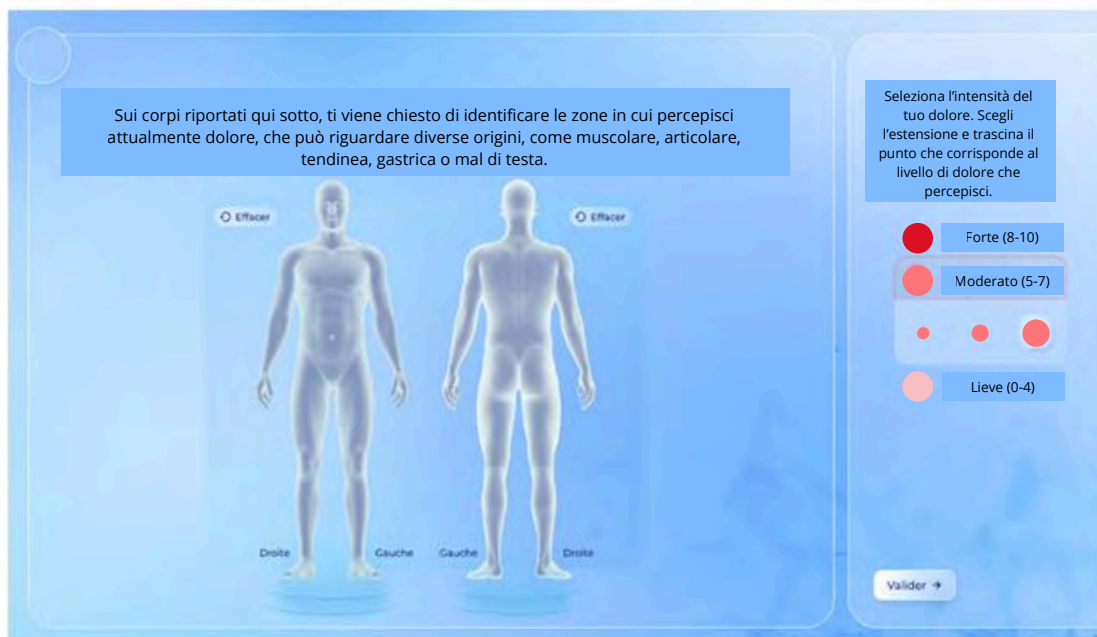 Sui corpi riportati qui sotto, ti viene chiesto di identificare le zone in cui percepisci
attualmente dolore, che può riguardare diverse origini, come muscolare, articolare,
tendinea, gastrica o mal di testa.
Effacer
Effacer
Droite
Gauche
Gauche
Droite
Seleziona l'intensità del
tuo dolore. Scegli
l'estensione e trascina il
punto che corrisponde al
livello di dolore che
percepisci.
Forte (8-10)
Moderato (5-7)
Lieve (0-4)
Valider →